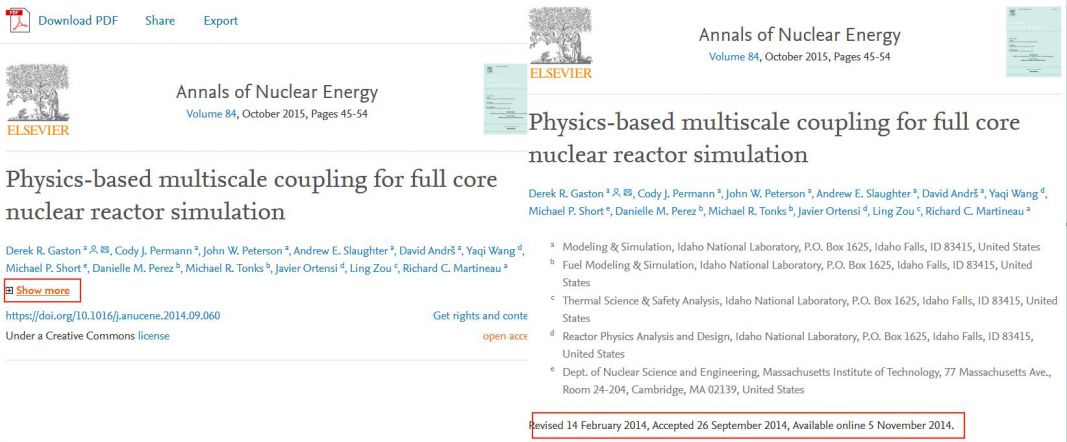 Download PDF Share Export
ELSEVIER
Annals of Nuclear Energy
Volume 84, October 2015, Pages 45-54
Physics-based multiscale coupling for full core
nuclear reactor simulation
Derek R. Gaston a, Cody J. Permann a, John W. Peterson a, Andrew E. Slaughter a, David Andrš a, Yaqi Wang d,
Michael P. Short e, Danielle M. Perez b, Michael R. Tonks b, Javier Ortensi d, Ling Zou c, Richard C. Martineau a
Show more
https://doi.org/10.1016/j.anucene.2014.09.060 Get rights and conte
Under a Creative Commons license open acce
ELSEVIER
Annals of Nuclear Energy
Volume 84, October 2015, Pages 45-54
Physics-based multiscale coupling for full core
nuclear reactor simulation
Derek R. Gaston a, Cody J. Permann a, John W. Peterson a, Andrew E. Slaughter a, David Andrš a, Yaqi Wang d,
Michael P. Short e, Danielle M. Perez b, Michael R. Tonks b, Javier Ortensi d, Ling Zou c, Richard C. Martineau a
a Modeling & Simulation, Idaho National Laboratory, P.O. Box 1625, Idaho Falls, ID 83415, United States
b Fuel Modeling & Simulation, Idaho National Laboratory, P.O. Box 1625, Idaho Falls, ID 83415, United
States
c Thermal Science & Safety Analysis, Idaho National Laboratory, P.O. Box 1625, Idaho Falls, ID 83415, United
States
d Reactor Physics Analysis and Design, Idaho National Laboratory, P.O. Box 1625, Idaho Falls, ID 83415,
United States
e Dept. of Nuclear Science and Engineering, Massachusetts Institute of Technology, 77 Massachusetts Ave.,
Room 24-204, Cambridge, MA 02139, United States
Revised 14 February 2014, Accepted 26 September 2014, Available online 5 November 2014.